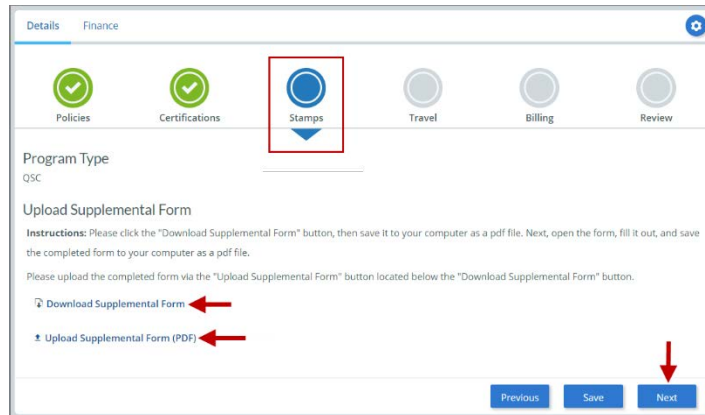 Details Finance
Policies Certifications Stamps Travel Billing Review
Program Type
QSC
Upload Supplemental Form
Instructions: Please click the "Download Supplemental Form" button, then save it to your computer as a pdf file. Next, open the form, fill it out, and save
the completed form to your computer as a pdf file.
Please upload the completed form via the "Upload Supplemental Form" button located below the "Download Supplemental Form" button.
Download Supplemental Form
Upload Supplemental Form (PDF)
Previous Save Next